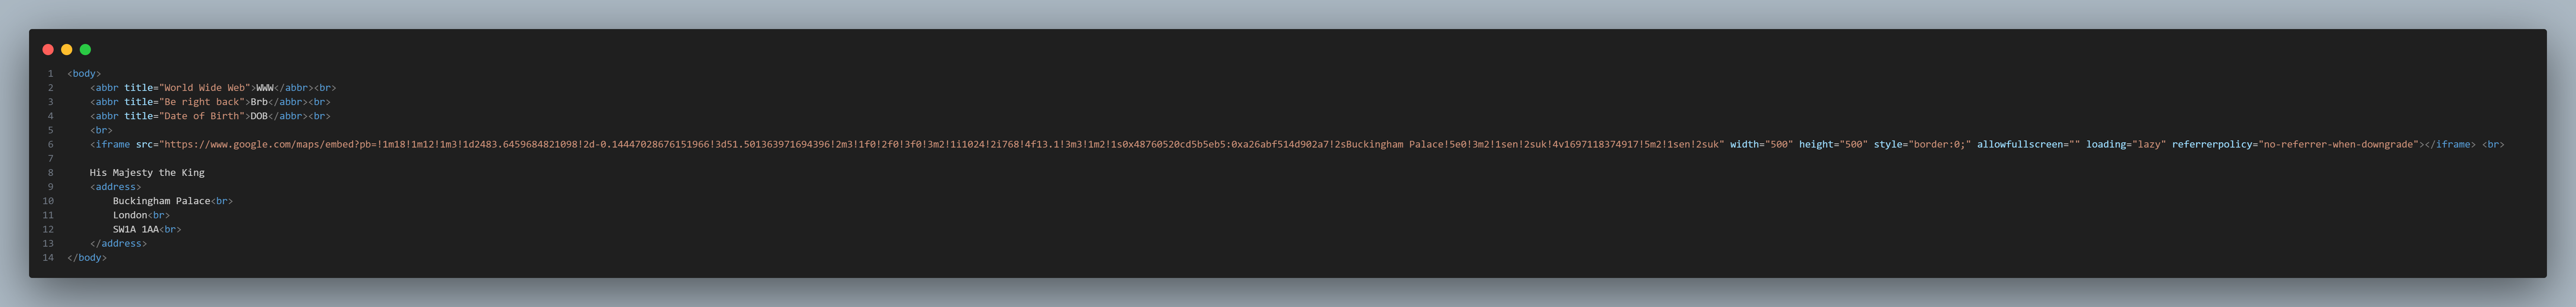 1 <body>
2     <abbr title="World Wide Web">WWW</abbr><br>
3     <abbr title="Be right back">Brb</abbr><br>
4     <abbr title="Date of Birth">DOB</abbr><br>
5     <br>
6     <iframe src="https://www.google.com/maps/embed?pb=!1m18!1m12!1m3!1d2483.6459684821098!2d-0.14447028676151966!3d51.501363971694396!2m3!1f0!2f0!3f0!3m2!1i1024!2i768!4f13.1!3m3!1m2!1s0x48760520cd5b5eb5:0xa26abf514d902a7!2sBuckingham Palace!5e0!3m2!1sen!2suk!4v1697118374917!5m2!1sen!2suk" width="500" height="500" style="border:0;" allowfullscreen="" loading="lazy" referrerpolicy="no-referrer-when-downgrade"></iframe> <br>
7
8     His Majesty the King
9     <address>
10         Buckingham Palace<br>
11         London<br>
12         SW1A 1AA<br>
13     </address>
14 </body>